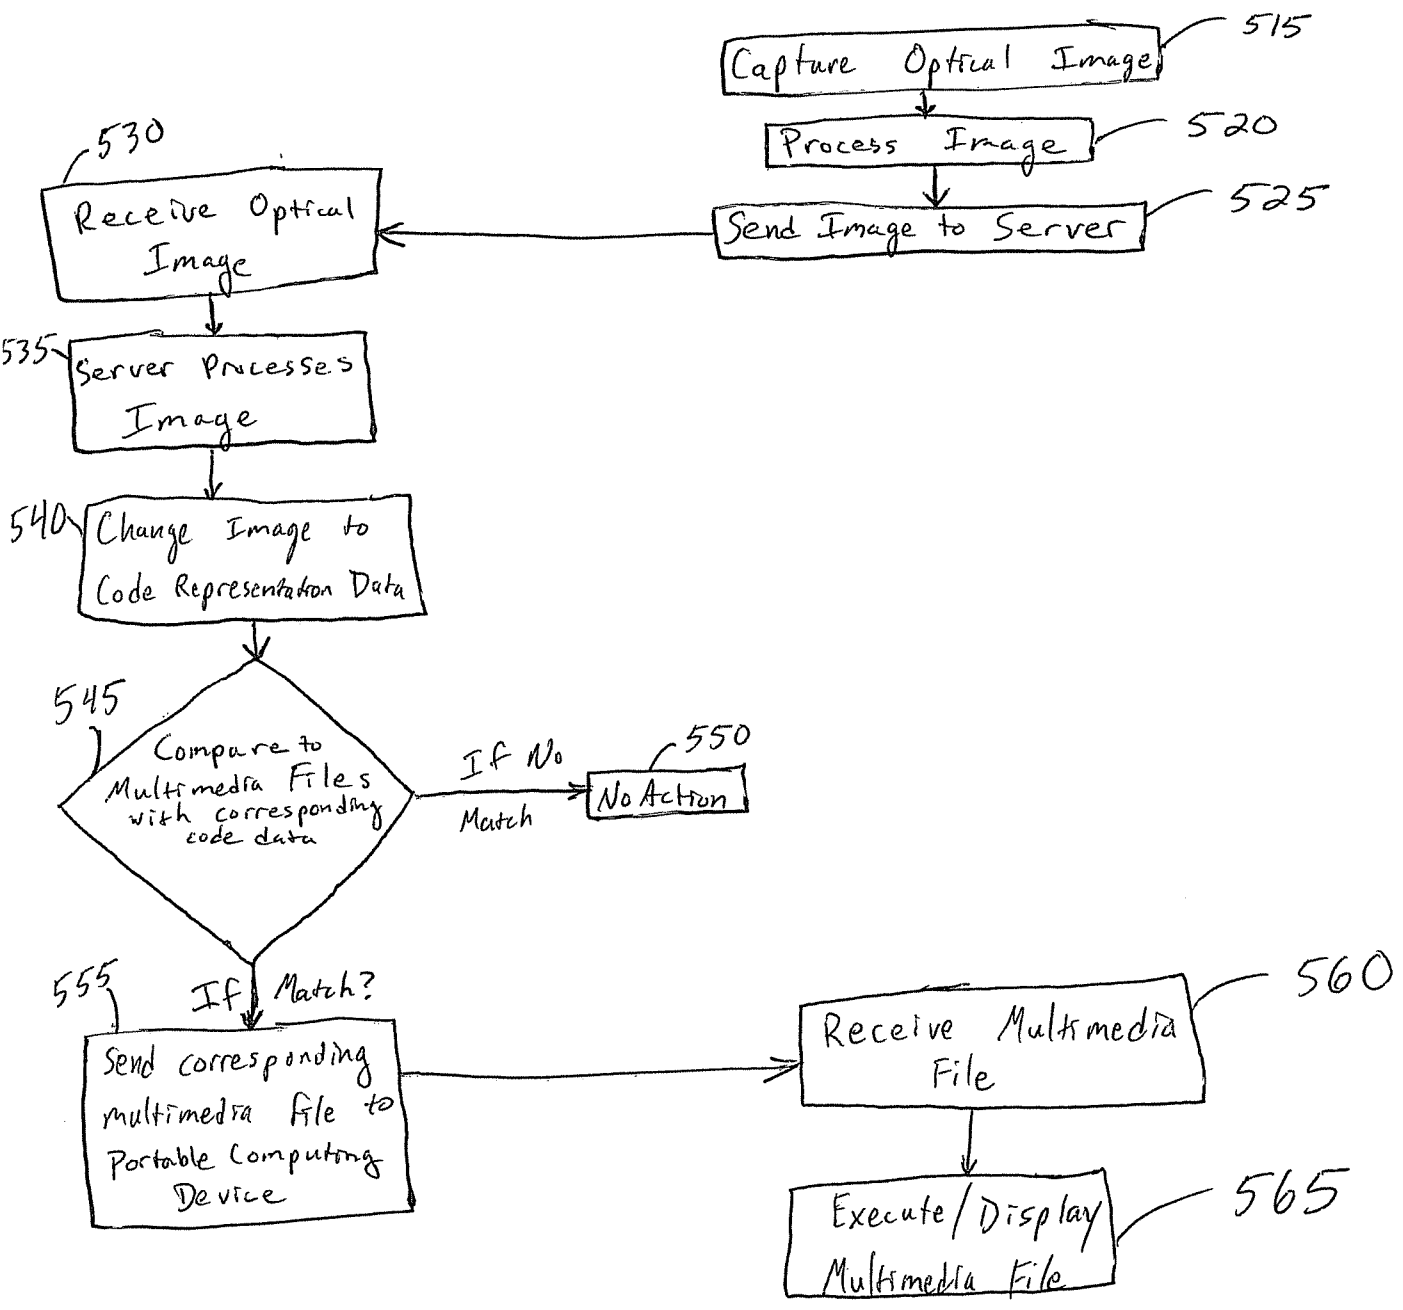 515
Capture Optical Image
520
Process Image
525
Send Image to Server
530
Receive Optical
Image
535
Server Processes
Image
540
Change Image to
Code Representation Data
545
Compare to
Multimedia Files
with corresponding
code data
If No
Match
550
No Action
If Match?
555
Send corresponding
multimedia file to
Portable Computing
Device
560
Receive Multimedia
File
565
Execute/Display
Multimedia File